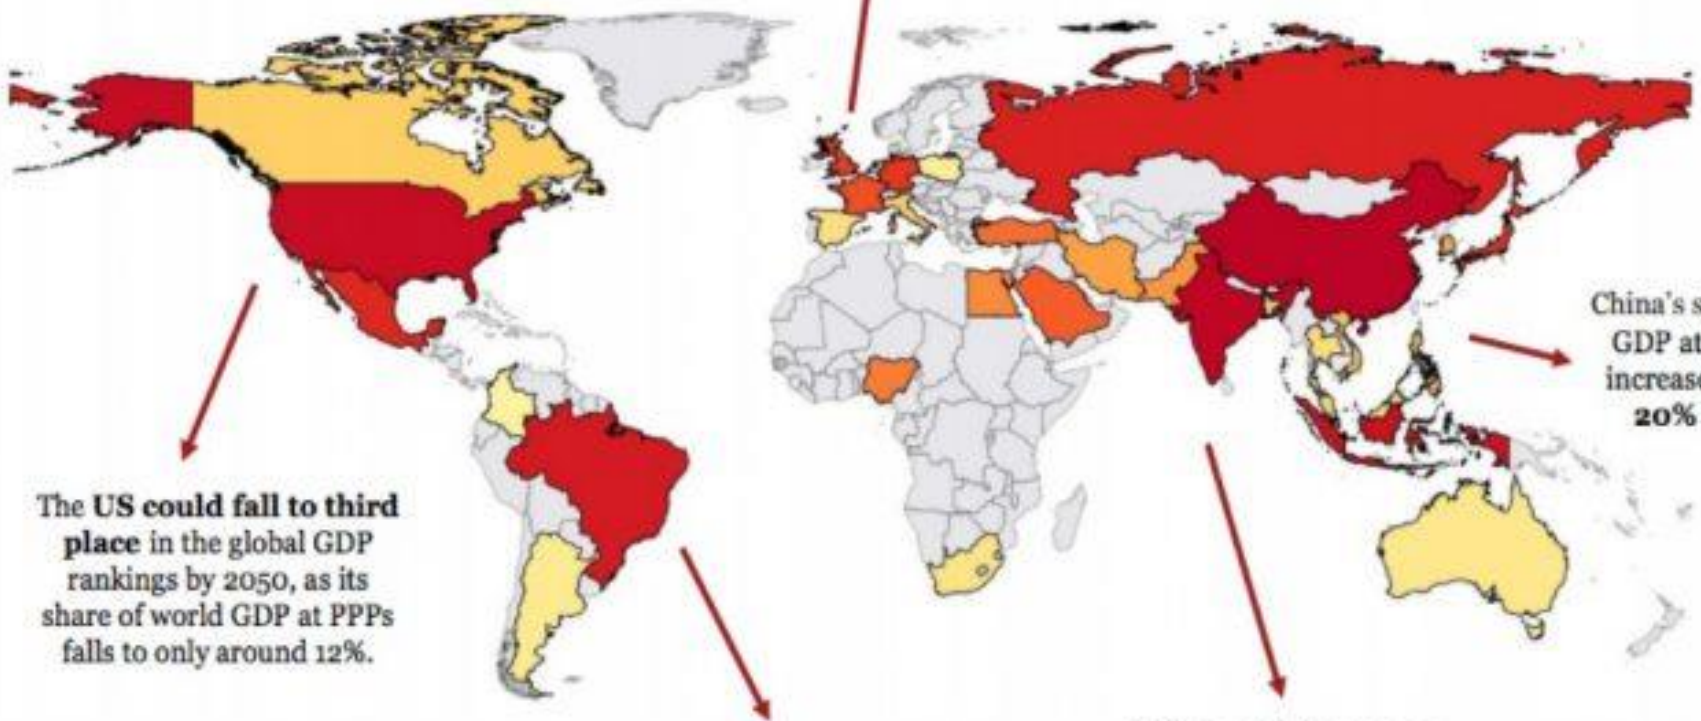 China's s
GDP at
increase
20%
The US could fall to third
place in the global GDP
rankings by 2050, as its
share of world GDP at PPPs
falls to only around 12%.